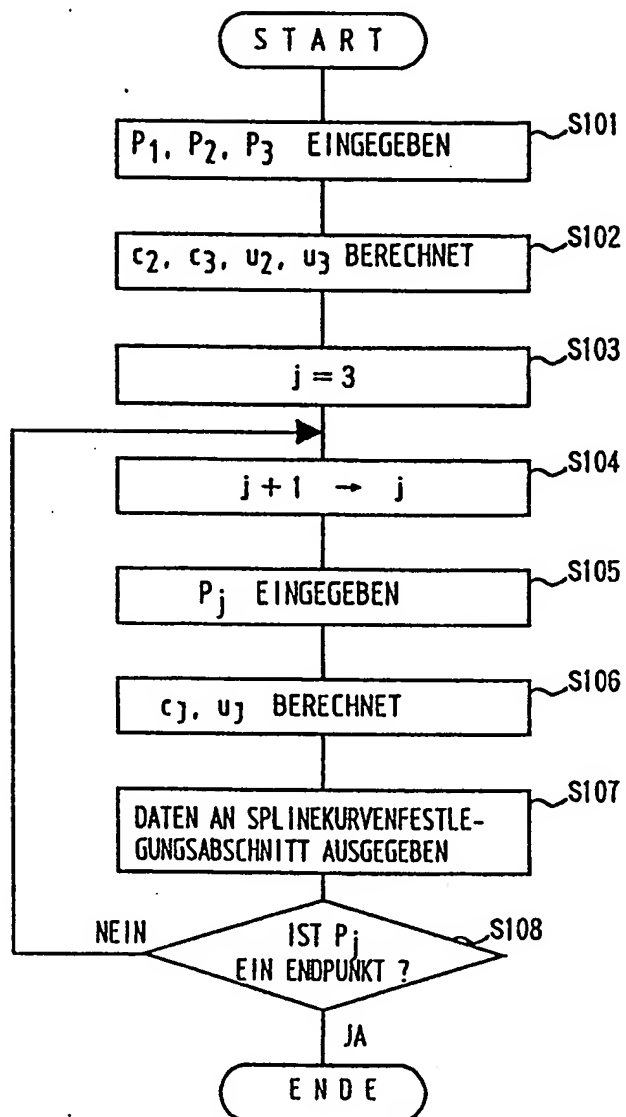 START
P1, P2, P3 EINGEGEBEN
S101
c2, c3, u2, u3 BERECHNET
S102
j = 3
S103
j + 1 → j
S104
Pj EINGEGEBEN
S105
cj, uj BERECHNET
S106
DATEN AN SPLINEKURVENFESTLE-
GUNGSABSCHNITT AUSGEGEBEN
S107
NEIN
IST Pj
EIN ENDPUNKT ?
S108
JA
ENDE